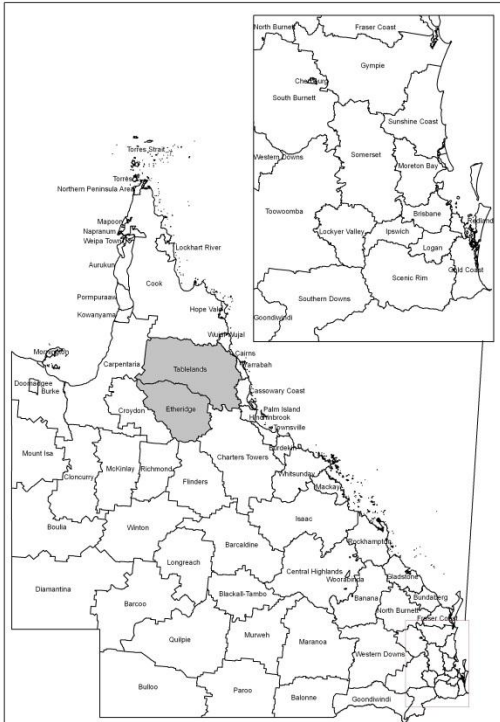 North Burnett
Fraser Coast
Gympie
Cherbourg
South Burnett
Sunshine Coast
Western Downs
Somerset
Moreton Bay
Toowoomba
Brisbane
Redland
Lockyer Valley
Ipswich
Logan
Scenic Rim
Gold Coast
Southern Downs
Goondiwindi
Torres Strait
Torres
Northern Peninsula Area
Mapoon
Napranum
Weipa Town
Lockhart River
Aurukun
Cook
Pormpuraaw
Hope Vale
Kowanyama
Wujal Wujal
Mornington
Cairns
Carpentaria
Tablelands
Yarrabah
Doomadgee
Burke
Cassowary Coast
Croydon
Etheridge
Palm Island
Hinchinbrook
Townsville
Burdekin
Mount Isa
Charters Towers
Cloncurry
McKinlay
Richmond
Flinders
Whitsunday
Mackay
Isaac
Boulia
Winton
Rockhampton
Barcaldine
Longreach
Central Highlands
Gladstone
Woorabinda
Diamantina
Blackall-Tambo
Banana
Bundaberg
Barcoo
North Burnett
Fraser Coast
Quilpie
Murweh
Maranoa
Western Downs
Bulloo
Paroo
Balonne
Goondiwindi